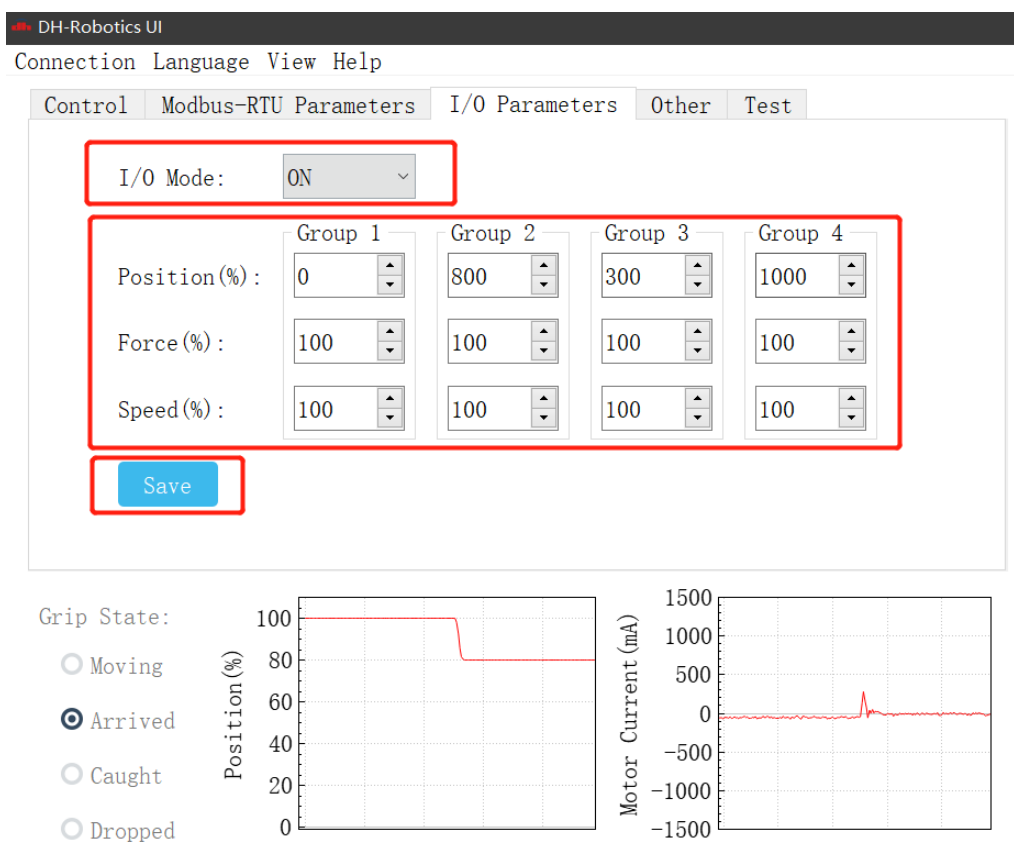 DH-Robotics UI
Connection Language View Help
Control Modbus-RTU Parameters I/O Parameters Other Test
I/O Mode: ON
Group 1 Group 2 Group 3 Group 4
Position(%): 0 800 300 1000
Force(%): 100 100 100 100
Speed(%): 100 100 100 100
Save
Grip State:
Moving
Arrived
Caught
Dropped
Position(%)
100
80
60
40
20
0
Motor Current(mA)
1500
1000
500
0
-500
-1000
-1500